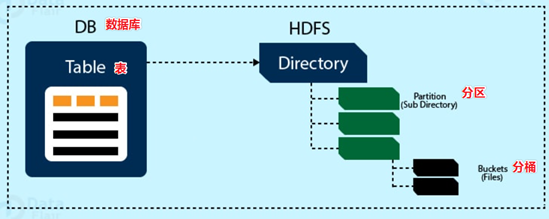 DB 数据库
Table 表
HDFS
Directory
Partition
(Sub Directory)
分区
Buckets
(Files)
分桶